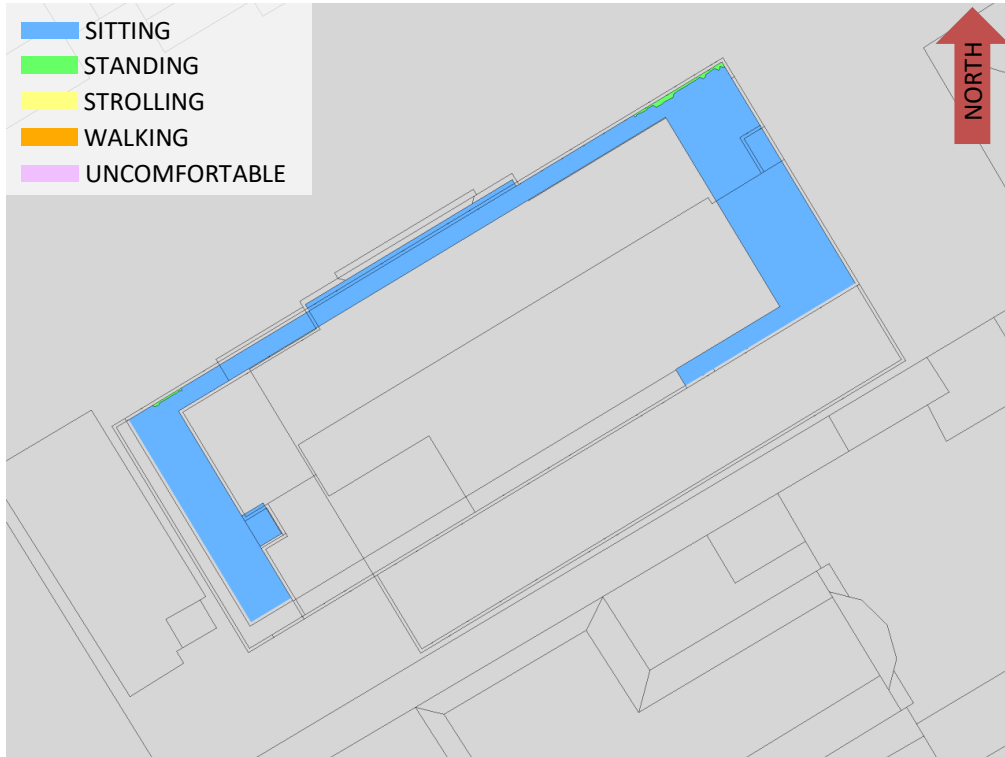 SITTING
STANDING
STROLLING
WALKING
UNCOMFORTABLE
NORTH